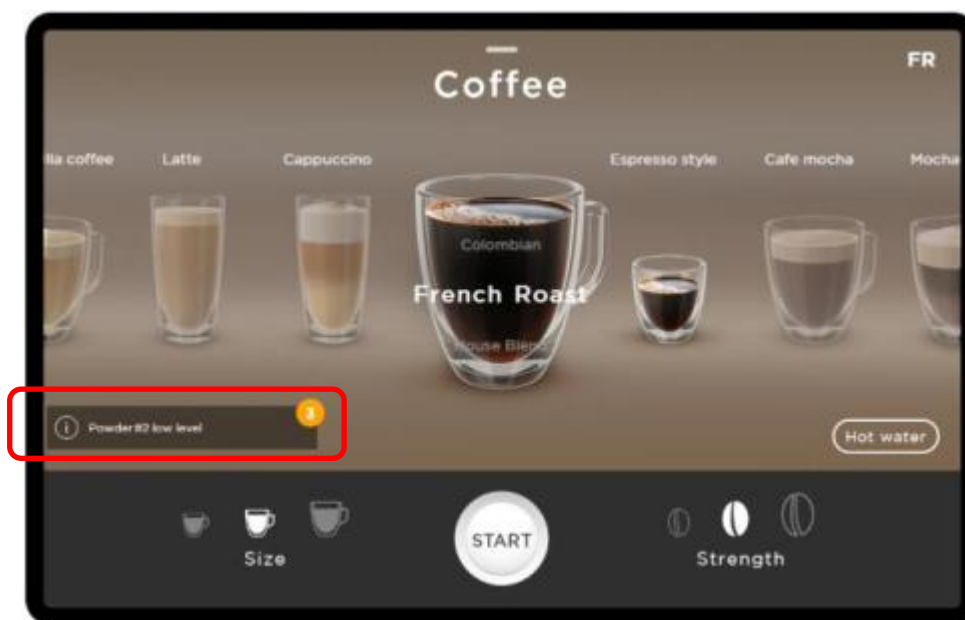 FR
Coffee
lla coffee
Latte
Cappuccino
Espresso style
Cafe mocha
Mocha
Colombian
French Roast
House Blend
Powder#2 low level
3
Hot water
START
Size
Strength